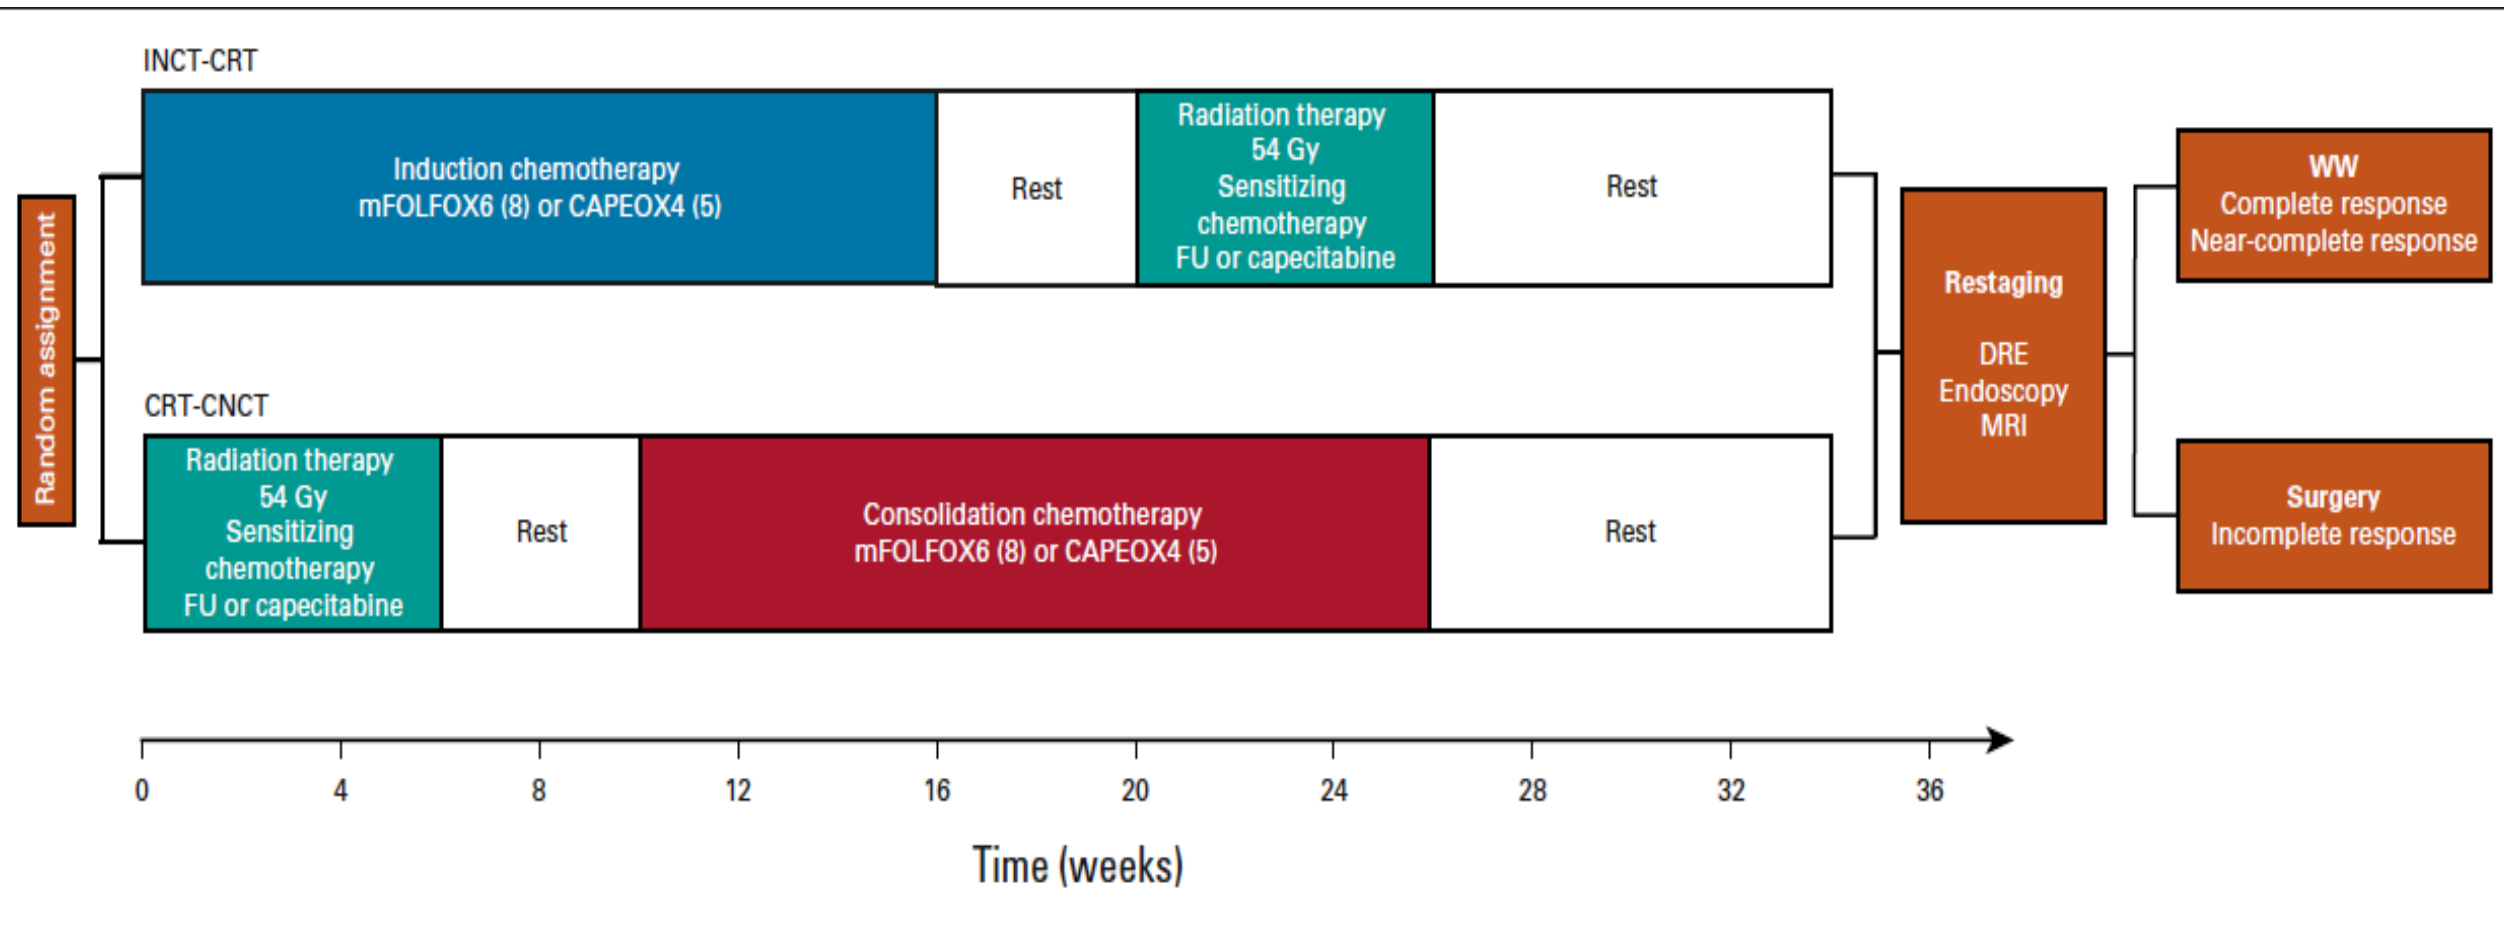 Random assignment
INCT-CRT
Induction chemotherapy
mFOLFOX6 (8) or CAPEOX4 (5)
Rest
Radiation therapy
54 Gy
Sensitizing
chemotherapy
FU or capecitabine
Rest
CRT-CNCT
Radiation therapy
54 Gy
Sensitizing
chemotherapy
FU or capecitabine
Rest
Consolidation chemotherapy
mFOLFOX6 (8) or CAPEOX4 (5)
Rest
Restaging
DRE
Endoscopy
MRI
WW
Complete response
Near-complete response
Surgery
Incomplete response
0 4 8 12 16 20 24 28 32 36
Time (weeks)